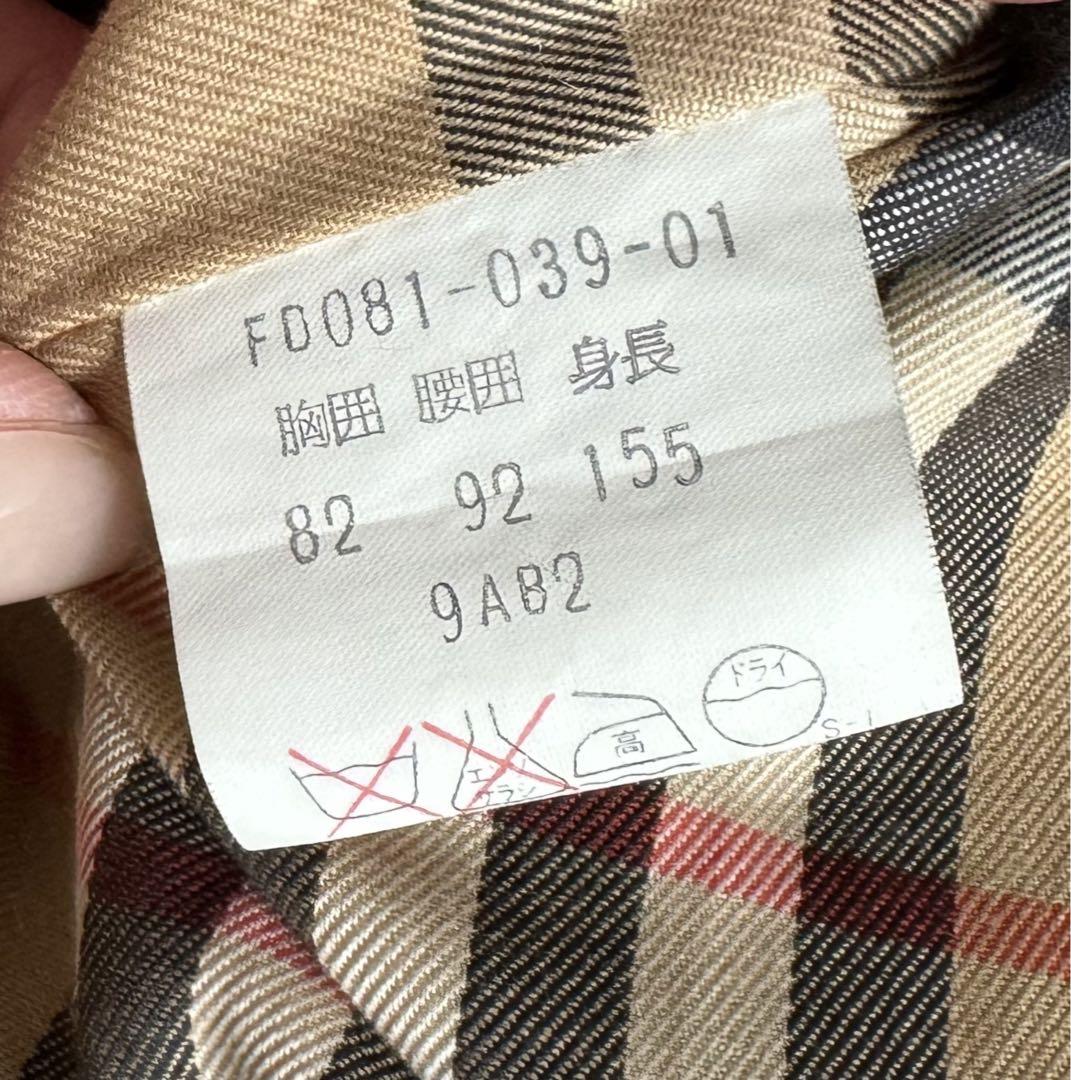 FD081-039-01
胸囲 腰囲 身長
82 92 155
9AB2
エンソ
サラシ
高
ドライ
S-